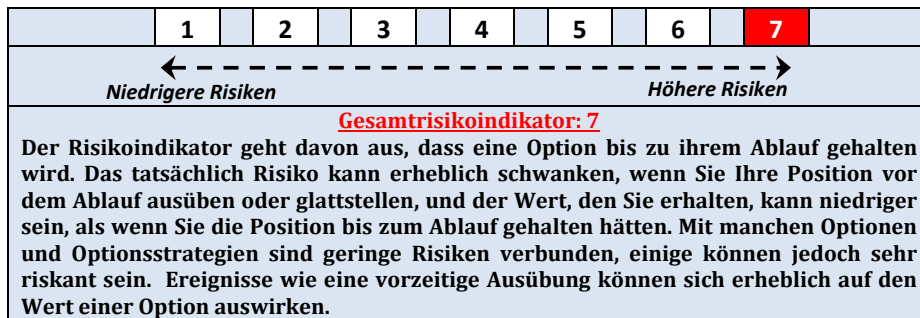 1 2 3 4 5 6 7
Niedrigere Risiken Höhere Risiken
Gesamtrisikoindikator: 7
Der Risikoindikator geht davon aus, dass eine Option bis zu ihrem Ablauf gehalten
wird. Das tatsächlich Risiko kann erheblich schwanken, wenn Sie Ihre Position vor
dem Ablauf ausüben oder glattstellen, und der Wert, den Sie erhalten, kann niedriger
sein, als wenn Sie die Position bis zum Ablauf gehalten hätten. Mit manchen Optionen
und Optionsstrategien sind geringe Risiken verbunden, einige können jedoch sehr
riskant sein. Ereignisse wie eine vorzeitige Ausübung können sich erheblich auf den
Wert einer Option auswirken.